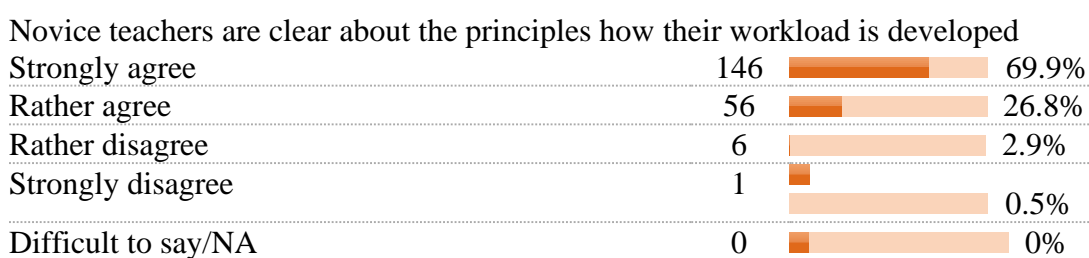 Novice teachers are clear about the principles how their workload is developed
Strongly agree 146 69.9%
Rather agree 56 26.8%
Rather disagree 6 2.9%
Strongly disagree 1 0.5%
Difficult to say/NA 0 0%